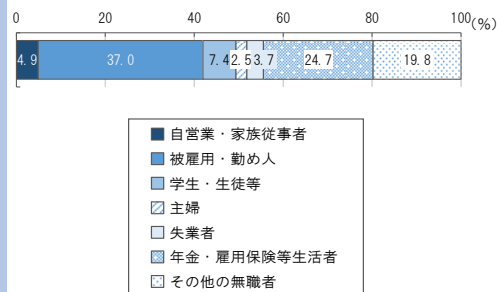 0 20 40 60 80 100(%)
4.9 37.0 7.4 2.5 3.7 24.7 19.8
自営業・家族従事者
被雇用・勤め人
学生・生徒等
主婦
失業者
年金・雇用保険等生活者
その他の無職者